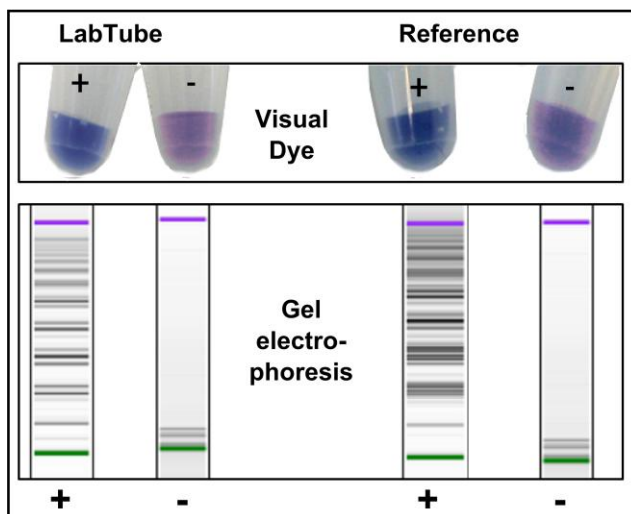 LabTube Reference
+ - + -
Visual
Dye
Gel
electro-
phoresis
+ - + -